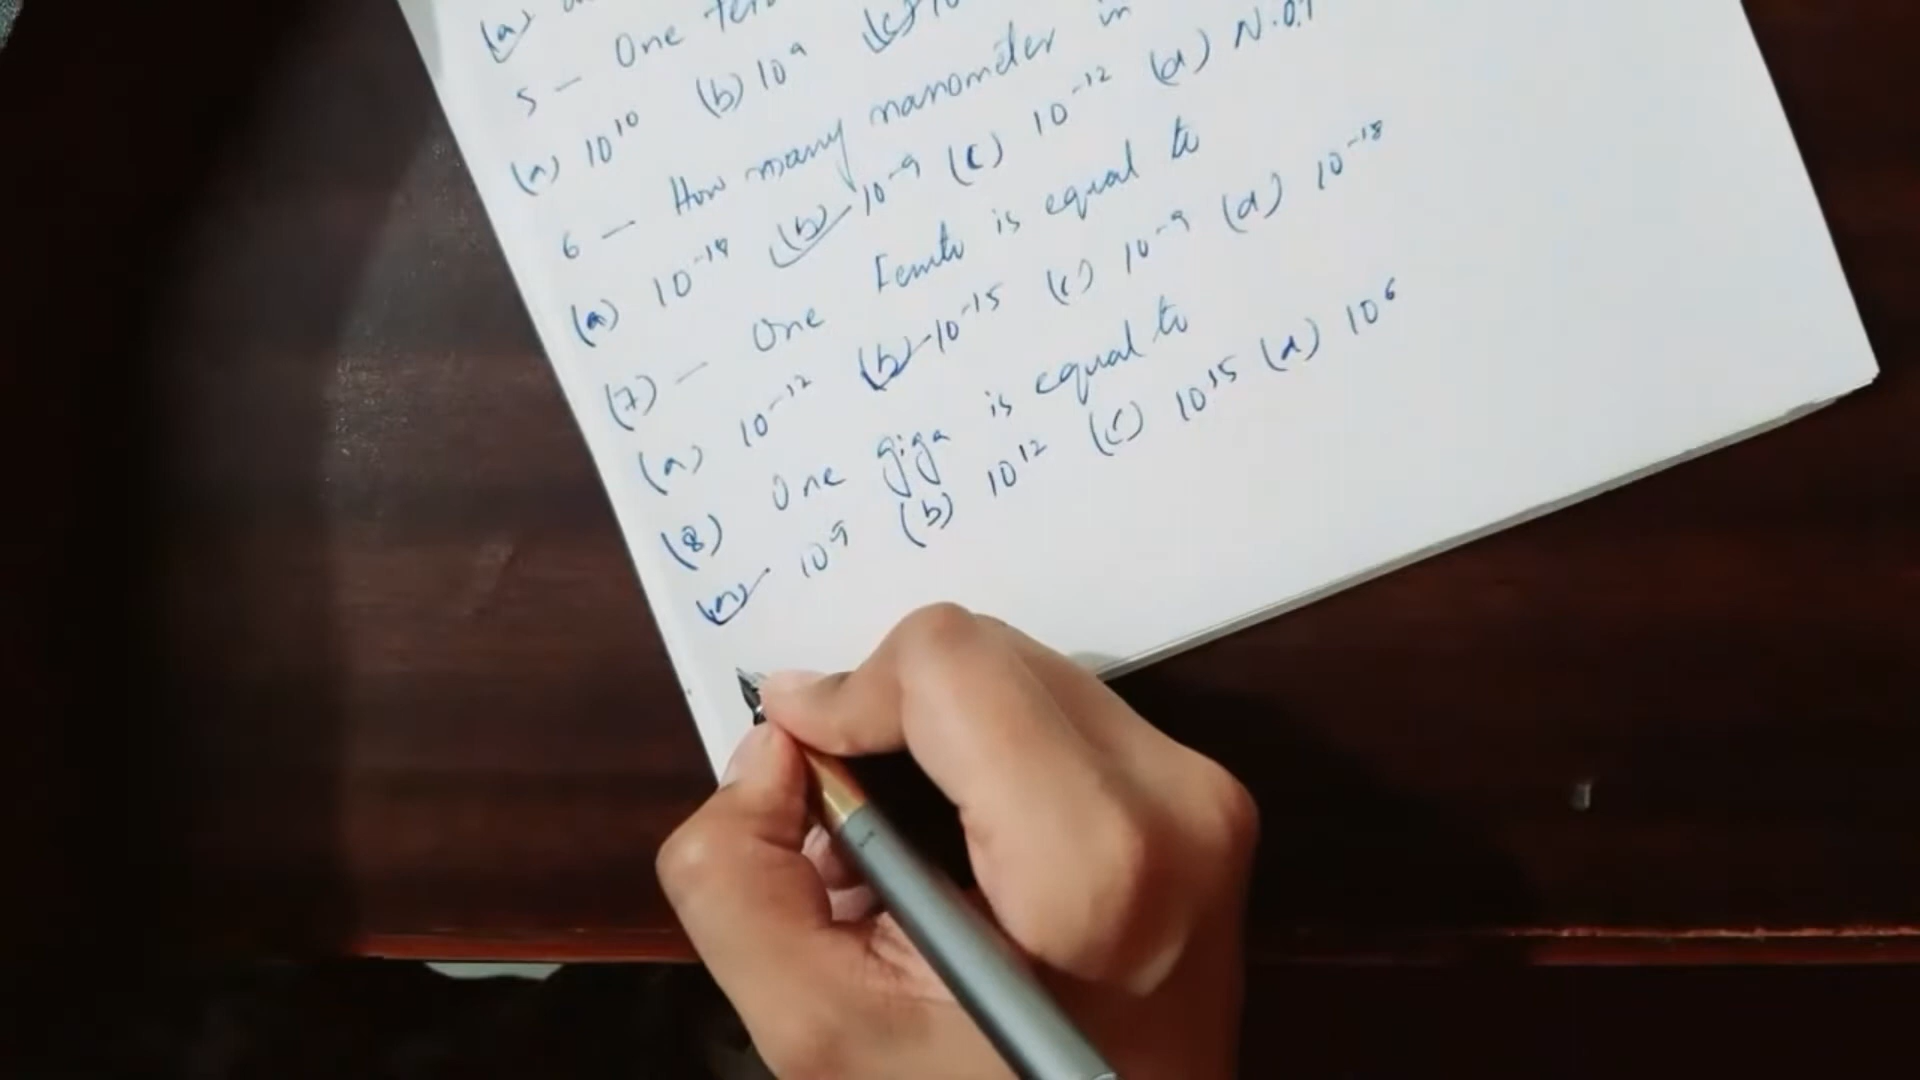 (a)
5 - One
(a) 10¹⁰ (b) 10⁹ (c) 10
6 - How many nanometer in
(a) 10⁻¹⁸ (b) 10⁻⁹ (c) 10⁻¹² (d) N.O.T
(7) - One Femto is equal to
(a) 10⁻¹² (b) 10⁻¹⁵ (c) 10⁻⁹ (d) 10⁻¹⁸
(8) One giga is equal to
(a) 10⁹ (b) 10¹² (c) 10¹⁵ (d) 10⁶